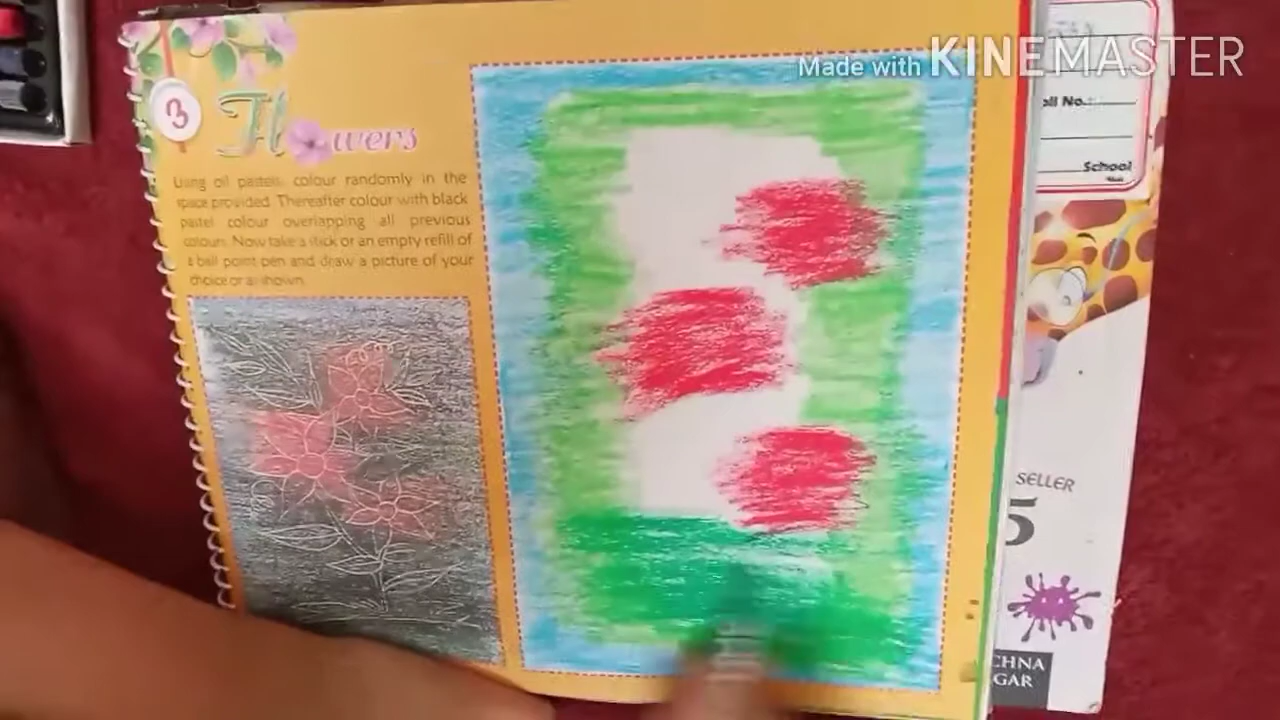 Made with KINEMASTER
3 Flowers
Using oil pastels, colour randomly in the
space provided. Thereafter colour with black
pastel colour overlapping all previous
colours. Now take a stick or an empty refill of
a ball point pen and draw a picture of your
choice or as shown.
oll No.
School
SELLER
5
CHNA
GAR